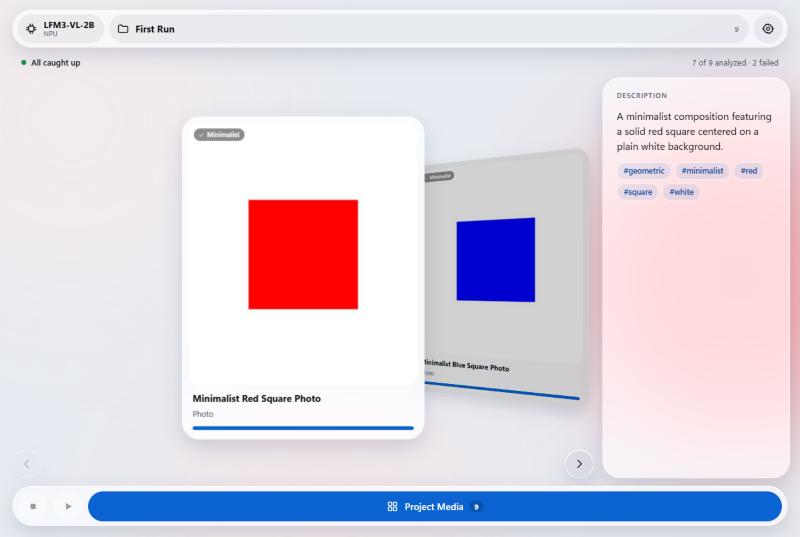 LFM3-VL-2B
NPU
First Run
9
All caught up
7 of 9 analyzed · 2 failed
DESCRIPTION
A minimalist composition featuring
a solid red square centered on a
plain white background.
#geometric #minimalist #red
#square #white
Minimalist
Minimalist Red Square Photo
Photo
Minimalist
Minimalist Blue Square Photo
Project Media 9